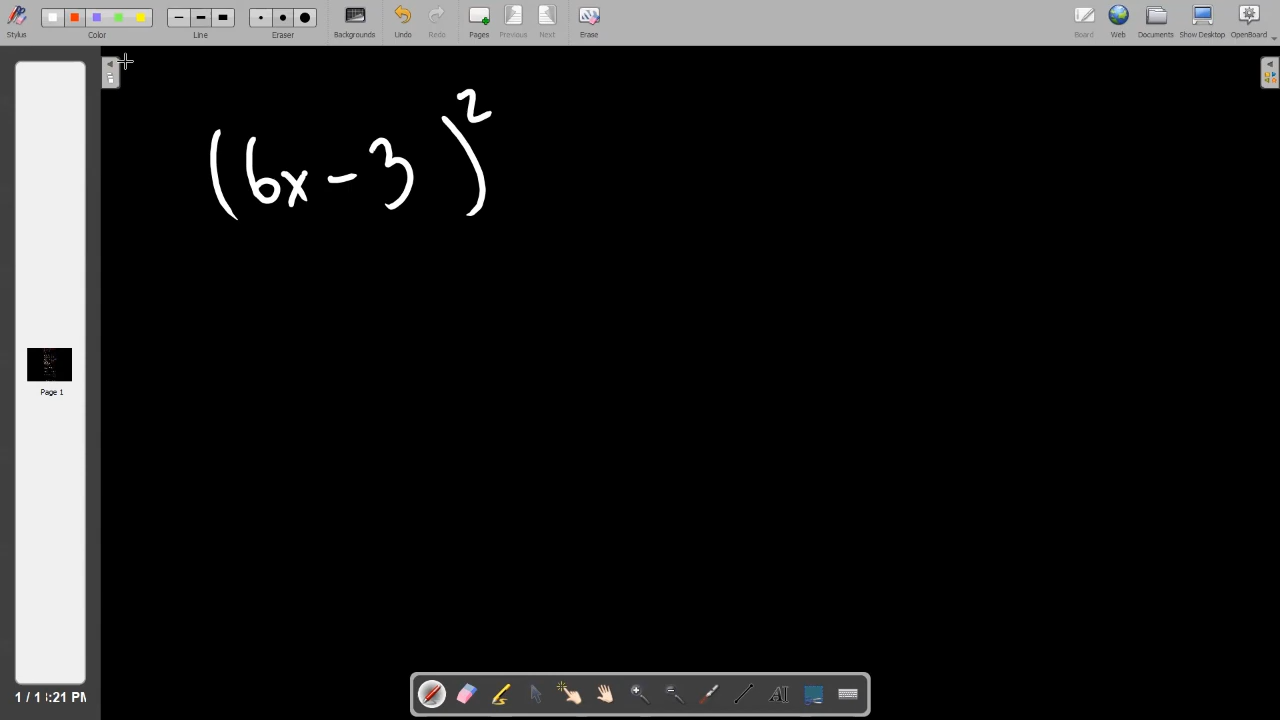 Stylus Color Line Eraser Backgrounds Undo Redo Pages Previous Next Erase Board Web Documents Show Desktop OpenBoard
(6x-3)²
Page 1
AI